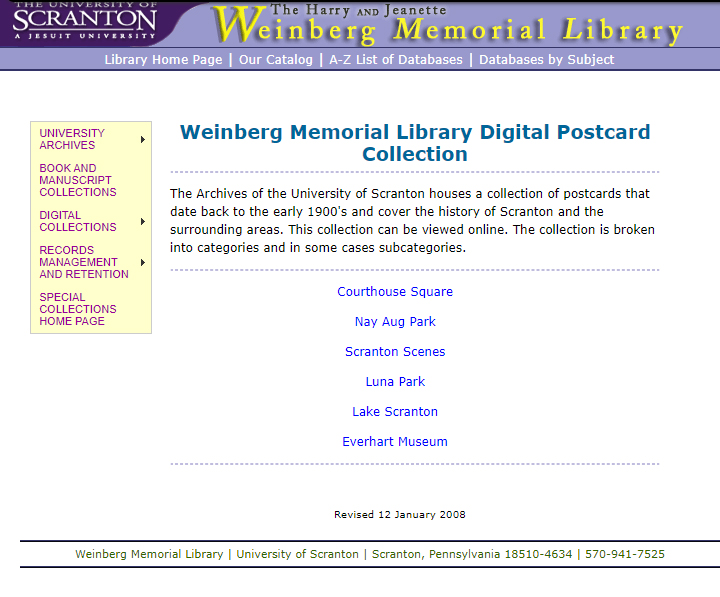 THE UNIVERSITY OF
SCRANTON
A JESUIT UNIVERSITY
The Harry AND Jeanette
Weinberg Memorial Library
Library Home Page | Our Catalog | A-Z List of Databases | Databases by Subject
UNIVERSITY
ARCHIVES
BOOK AND
MANUSCRIPT
COLLECTIONS
DIGITAL
COLLECTIONS
RECORDS
MANAGEMENT
AND RETENTION
SPECIAL
COLLECTIONS
HOME PAGE
Weinberg Memorial Library Digital Postcard
Collection
The Archives of the University of Scranton houses a collection of postcards that
date back to the early 1900's and cover the history of Scranton and the
surrounding areas. This collection can be viewed online. The collection is broken
into categories and in some cases subcategories.
Courthouse Square
Nay Aug Park
Scranton Scenes
Luna Park
Lake Scranton
Everhart Museum
Revised 12 January 2008
Weinberg Memorial Library | University of Scranton | Scranton, Pennsylvania 18510-4634 | 570-941-7525